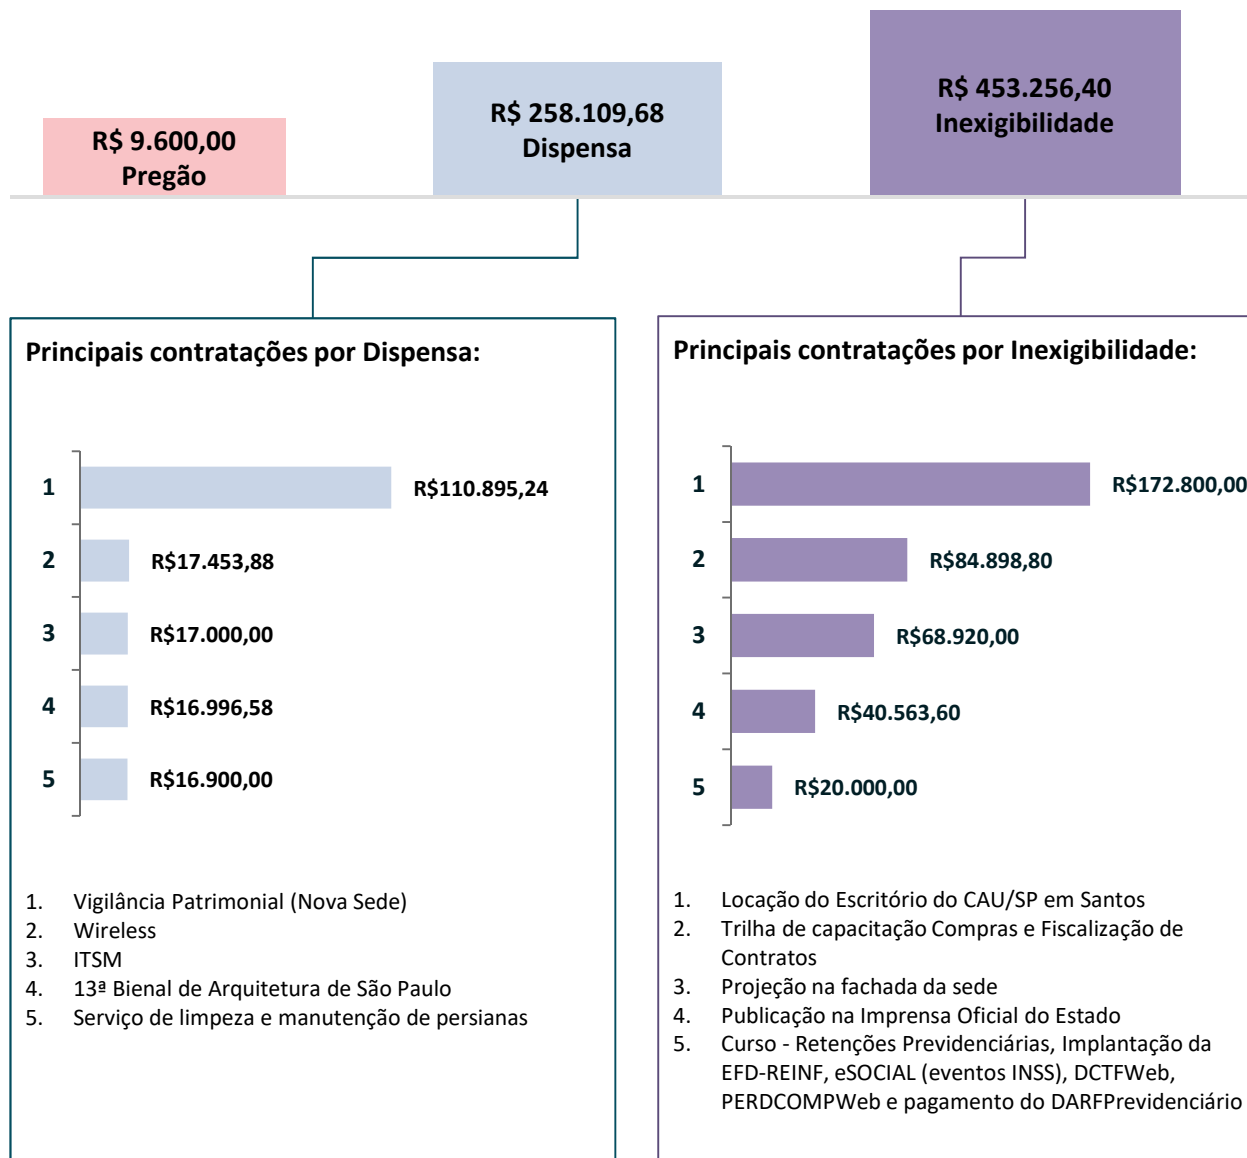 R$ 9.600,00
Pregão
R$ 258.109,68
Dispensa
R$ 453.256,40
Inexigibilidade
Principais contratações por Dispensa:
1 R$110.895,24
2 R$17.453,88
3 R$17.000,00
4 R$16.996,58
5 R$16.900,00
1. Vigilância Patrimonial (Nova Sede)
2. Wireless
3. ITSM
4. 13ª Bienal de Arquitetura de São Paulo
5. Serviço de limpeza e manutenção de persianas
Principais contratações por Inexigibilidade:
1 R$172.800,00
2 R$84.898,80
3 R$68.920,00
4 R$40.563,60
5 R$20.000,00
1. Locação do Escritório do CAU/SP em Santos
2. Trilha de capacitação Compras e Fiscalização de
Contratos
3. Projeção na fachada da sede
4. Publicação na Imprensa Oficial do Estado
5. Curso - Retenções Previdenciárias, Implantação da
EFD-REINF, eSOCIAL (eventos INSS), DCTFWeb,
PERDCOMPWeb e pagamento do DARFPrevidenciário